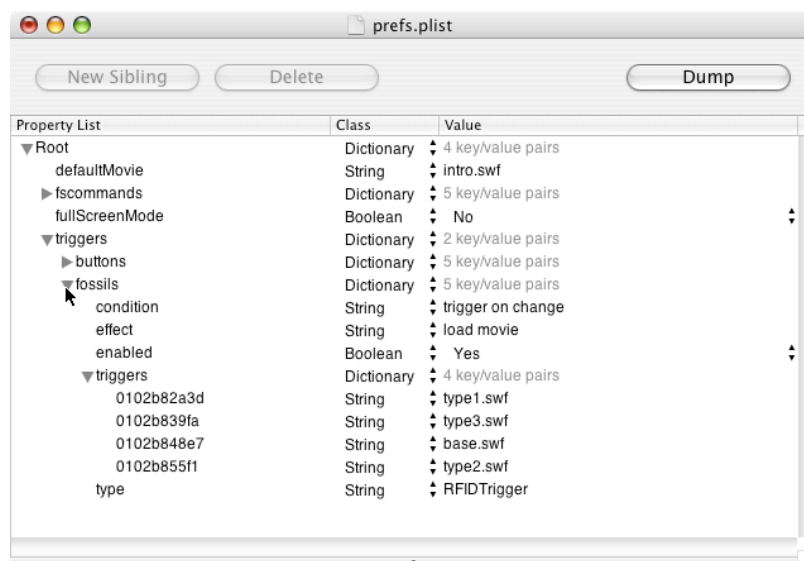 prefs.plist
New Sibling Delete Dump
Property List Class Value
Root Dictionary 4 key/value pairs
defaultMovie String intro.swf
fscommands Dictionary 5 key/value pairs
fullScreenMode Boolean No
triggers Dictionary 2 key/value pairs
buttons Dictionary 5 key/value pairs
fossils Dictionary 5 key/value pairs
condition String trigger on change
effect String load movie
enabled Boolean Yes
triggers Dictionary 4 key/value pairs
0102b82a3d String type1.swf
0102b839fa String type3.swf
0102b848e7 String base.swf
0102b855f1 String type2.swf
type String RFIDTrigger